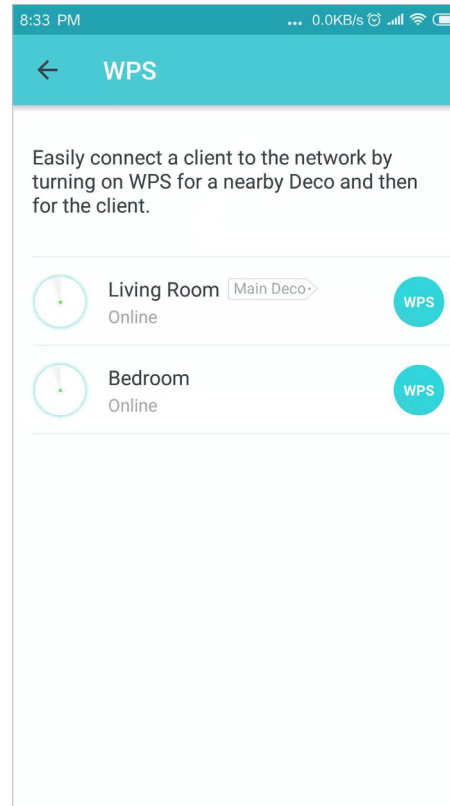 8:33 PM ... 0.0KB/s
WPS
Easily connect a client to the network by
turning on WPS for a nearby Deco and then
for the client.
Living Room Main Deco
Online
WPS
Bedroom
Online
WPS